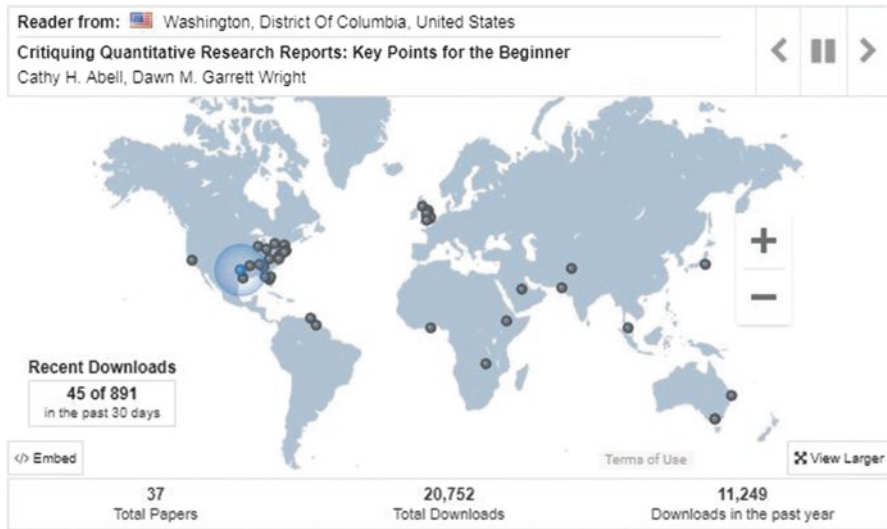 Reader from: Washington, District Of Columbia, United States
Critiquing Quantitative Research Reports: Key Points for the Beginner
Cathy H. Abell, Dawn M. Garrett Wright
Recent Downloads
45 of 891
in the past 30 days
</> Embed
Terms of Use
View Larger
37
Total Papers
20,752
Total Downloads
11,249
Downloads in the past year